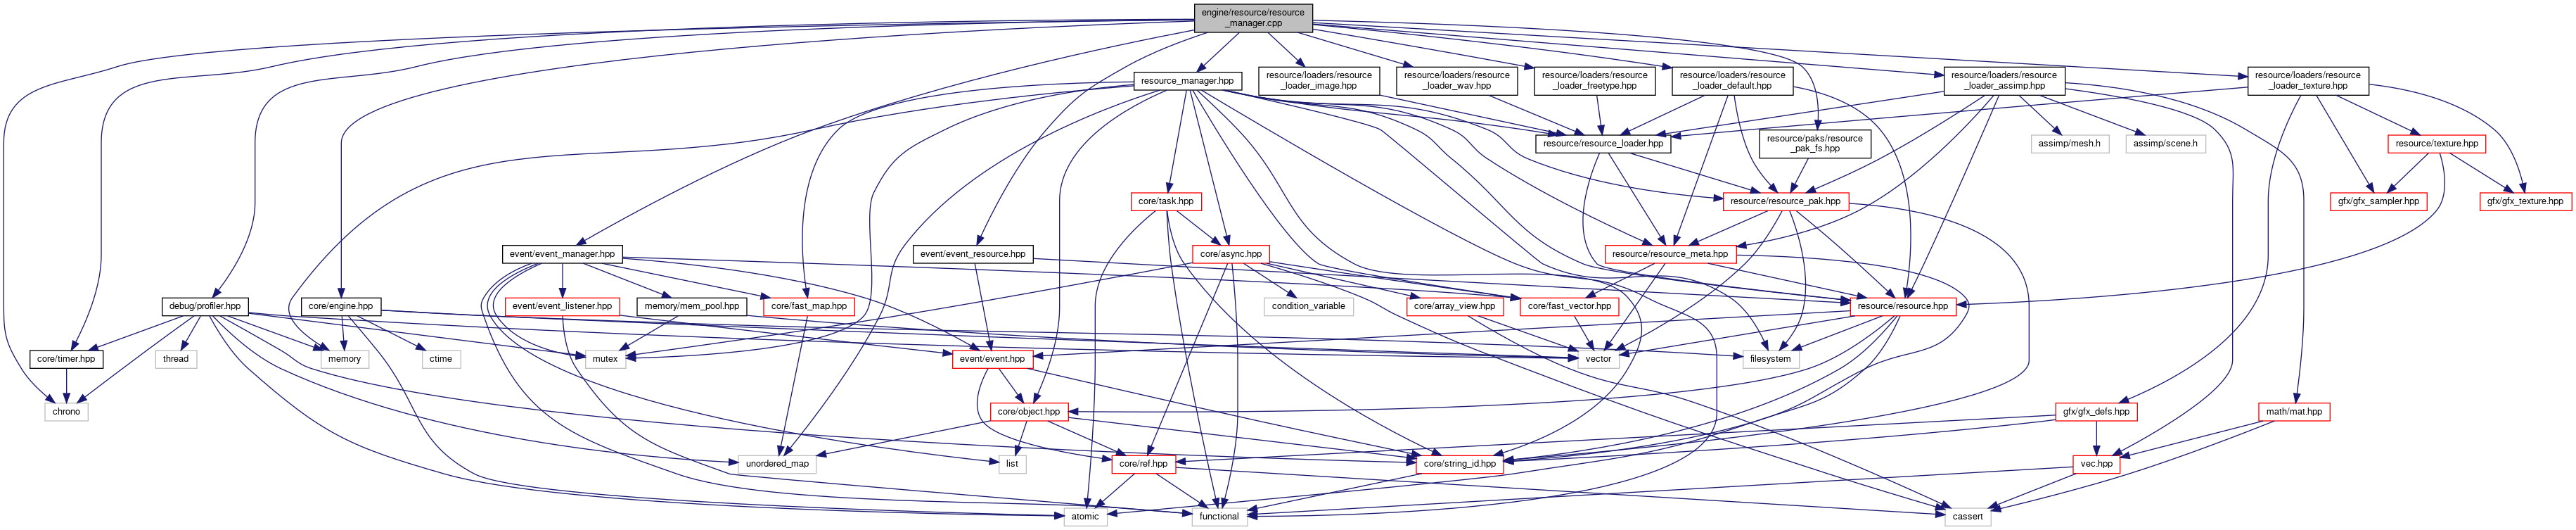 engine/resource/resource
_manager.cpp
resource_manager.hpp
resource/loaders/resource
_loader_image.hpp
resource/loaders/resource
_loader_wav.hpp
resource/loaders/resource
_loader_freetype.hpp
resource/loaders/resource
_loader_default.hpp
resource/loaders/resource
_loader_assimp.hpp
resource/loaders/resource
_loader_texture.hpp
resource/resource_loader.hpp
resource/paks/resource
_pak_fs.hpp
assimp/mesh.h
assimp/scene.h
resource/texture.hpp
core/task.hpp
resource/resource_pak.hpp
gfx/gfx_sampler.hpp
gfx/gfx_texture.hpp
event/event_manager.hpp
event/event_resource.hpp
core/async.hpp
resource/resource_meta.hpp
debug/profiler.hpp
core/engine.hpp
event/event_listener.hpp
memory/mem_pool.hpp
core/fast_map.hpp
condition_variable
core/array_view.hpp
core/fast_vector.hpp
resource/resource.hpp
core/timer.hpp
thread
memory
ctime
mutex
event/event.hpp
vector
filesystem
chrono
core/object.hpp
gfx/gfx_defs.hpp
math/mat.hpp
unordered_map
list
core/ref.hpp
core/string_id.hpp
vec.hpp
atomic
functional
cassert